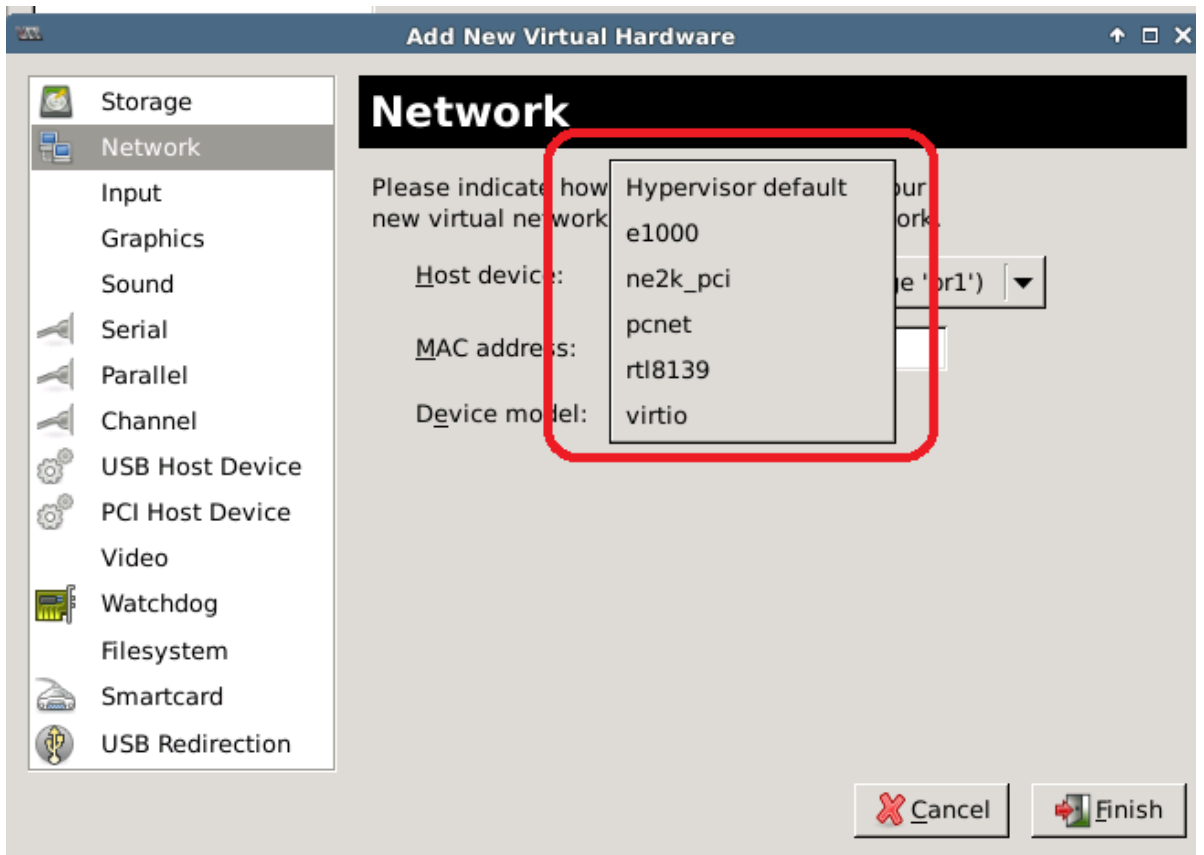 Add New Virtual Hardware
Storage
Network
Input
Graphics
Sound
Serial
Parallel
Channel
USB Host Device
PCI Host Device
Video
Watchdog
Filesystem
Smartcard
USB Redirection
Network
Please indicate how
new virtual network
Host device:
'br1')
MAC address:
Device model:
Hypervisor default
e1000
ne2k_pci
pcnet
rtl8139
virtio
Cancel
Finish